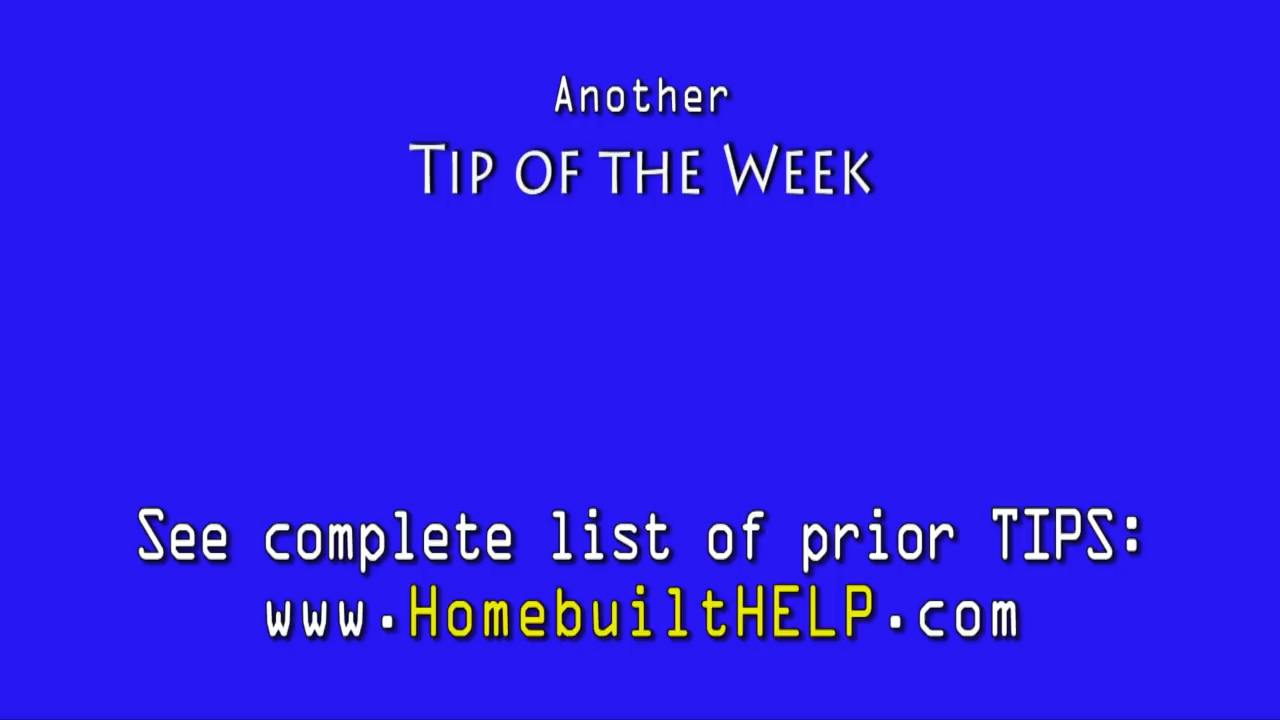 Another
Tip of the Week
See complete list of prior TIPS:
www.HomebuiltHELP.com